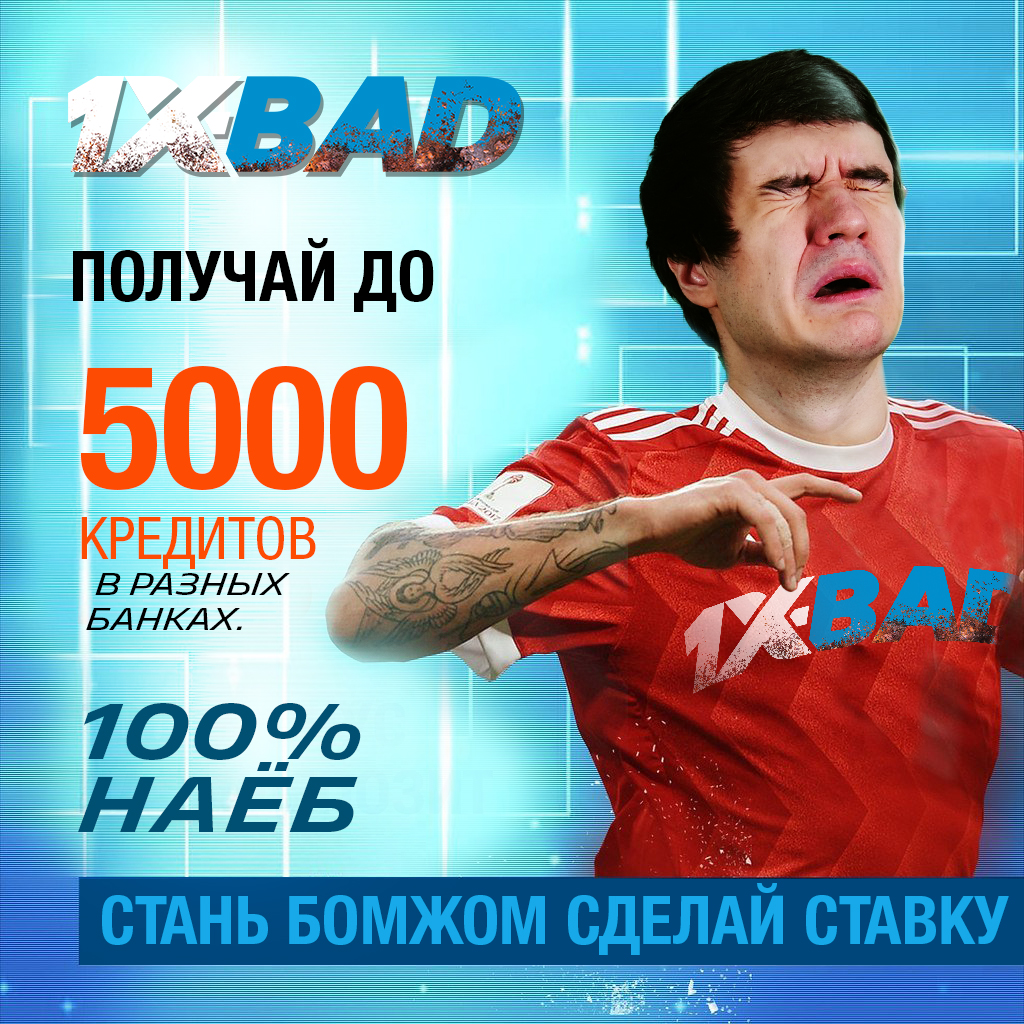 1XBAD
ПОЛУЧАЙ ДО
5000
КРЕДИТОВ
В РАЗНЫХ
БАНКАХ.
100%
НАЁБ
1XBAD
СТАНЬ БОМЖОМ СДЕЛАЙ СТАВКУ